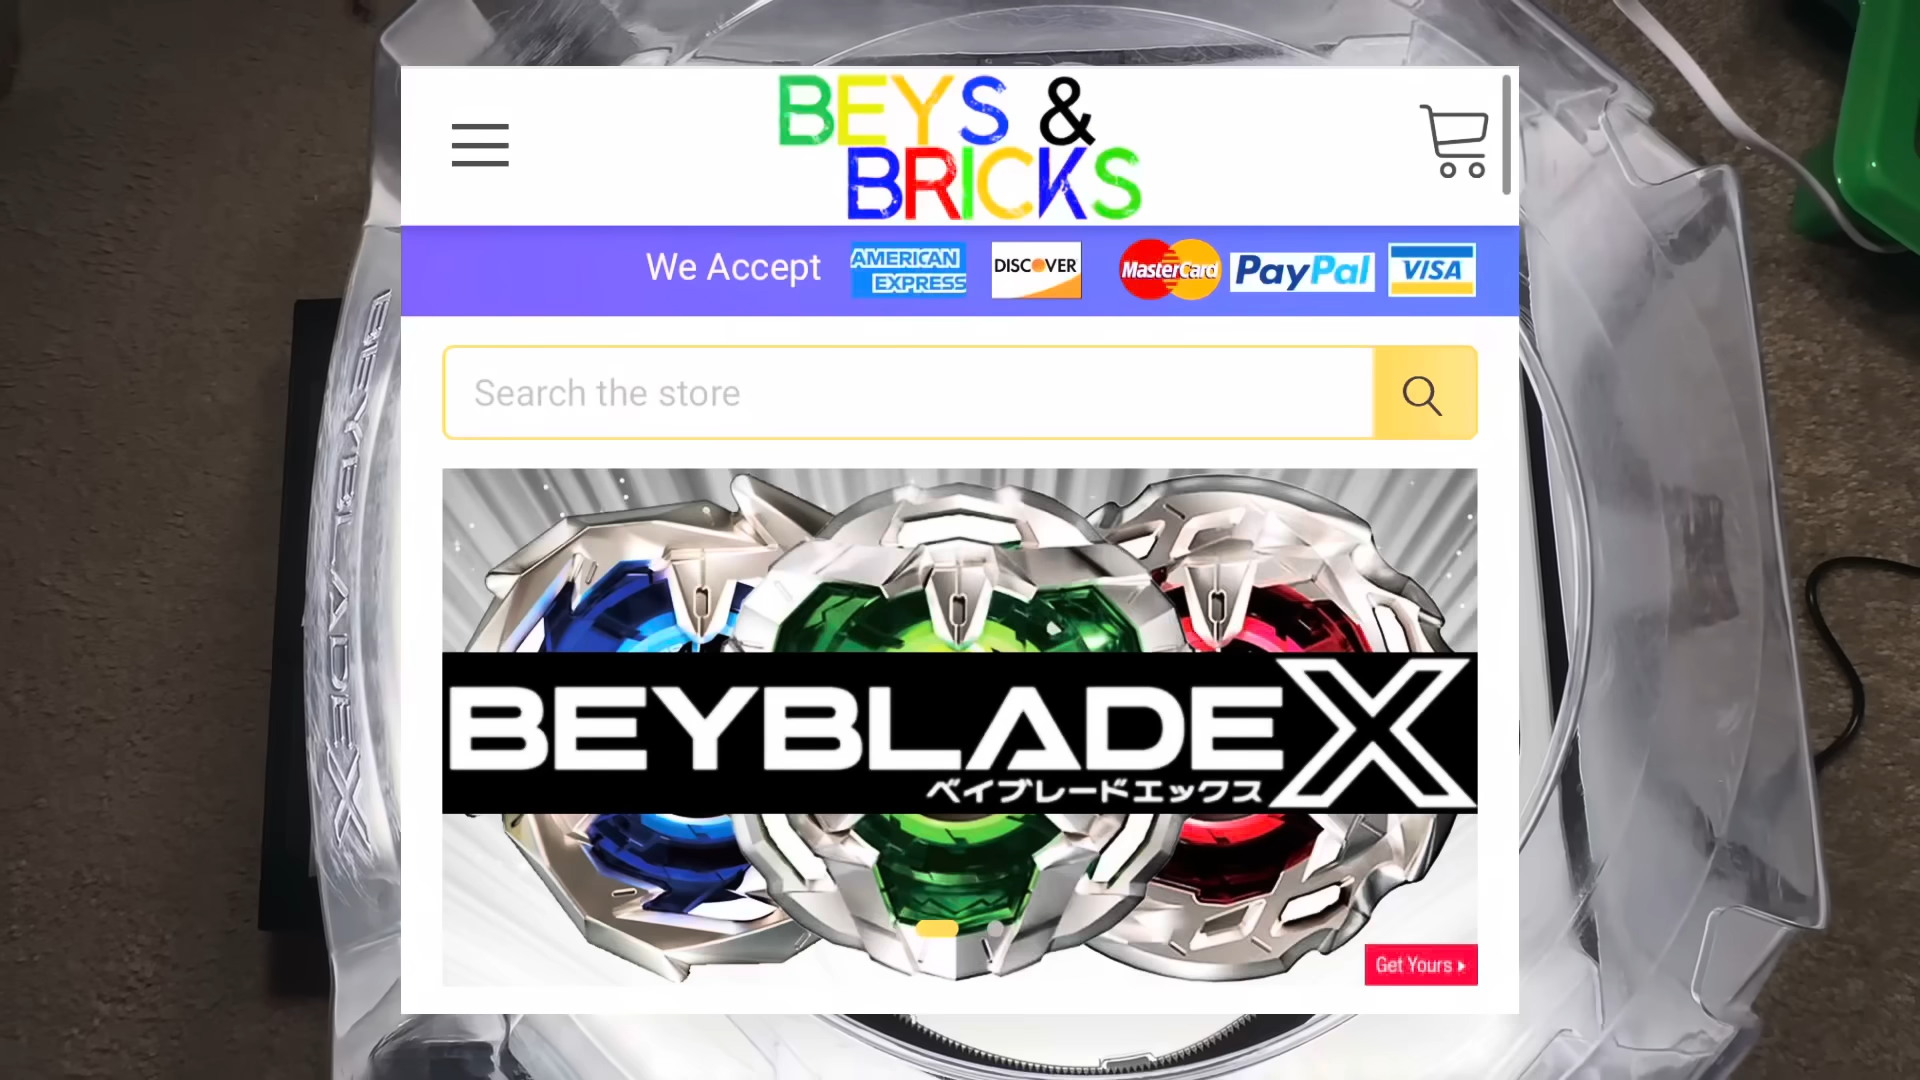 BEYS &
BRICKS
We Accept AMERICAN EXPRESS DISCOVER MasterCard PayPal VISA
Search the store
BEYBLADE X
ベイブレードエックス
Get Yours
BEYBLADE X